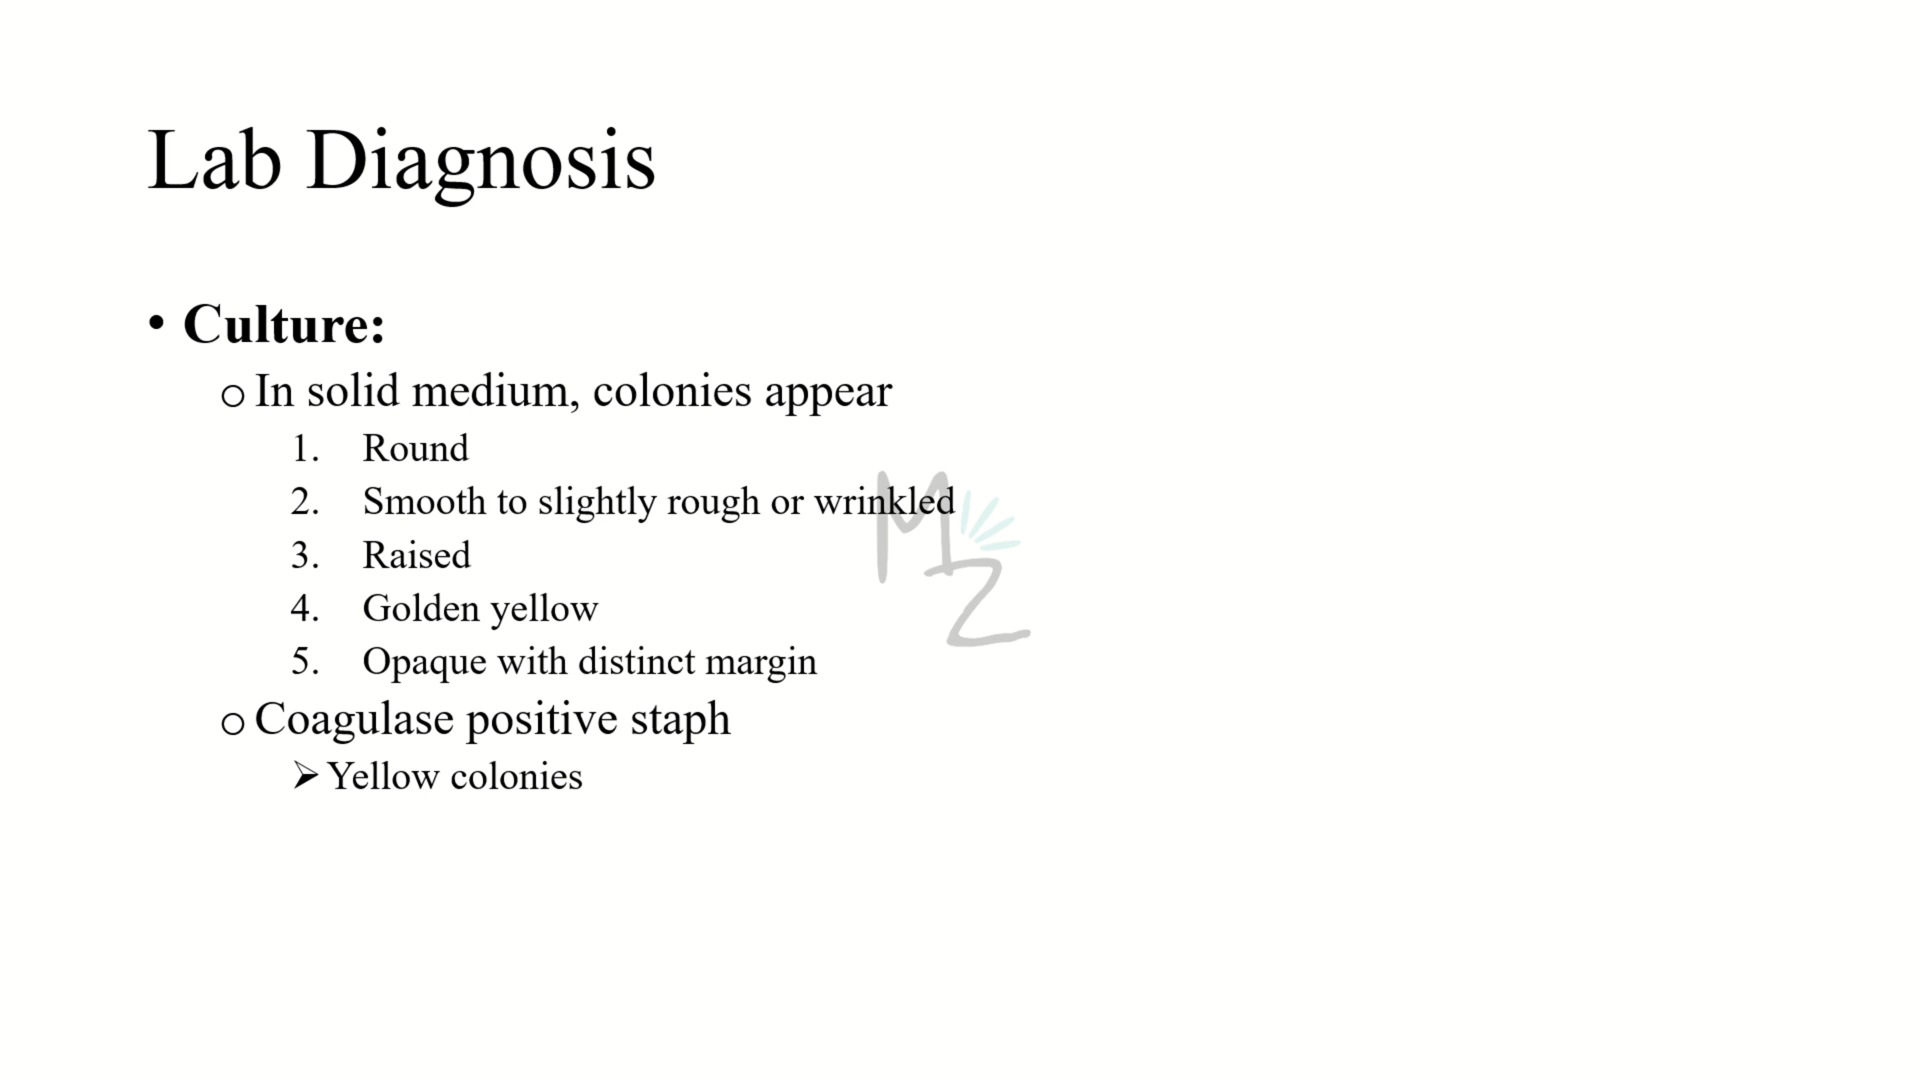 Lab Diagnosis
• Culture:
o In solid medium, colonies appear
1. Round
2. Smooth to slightly rough or wrinkled
3. Raised
4. Golden yellow
5. Opaque with distinct margin
o Coagulase positive staph
➢ Yellow colonies
MZ